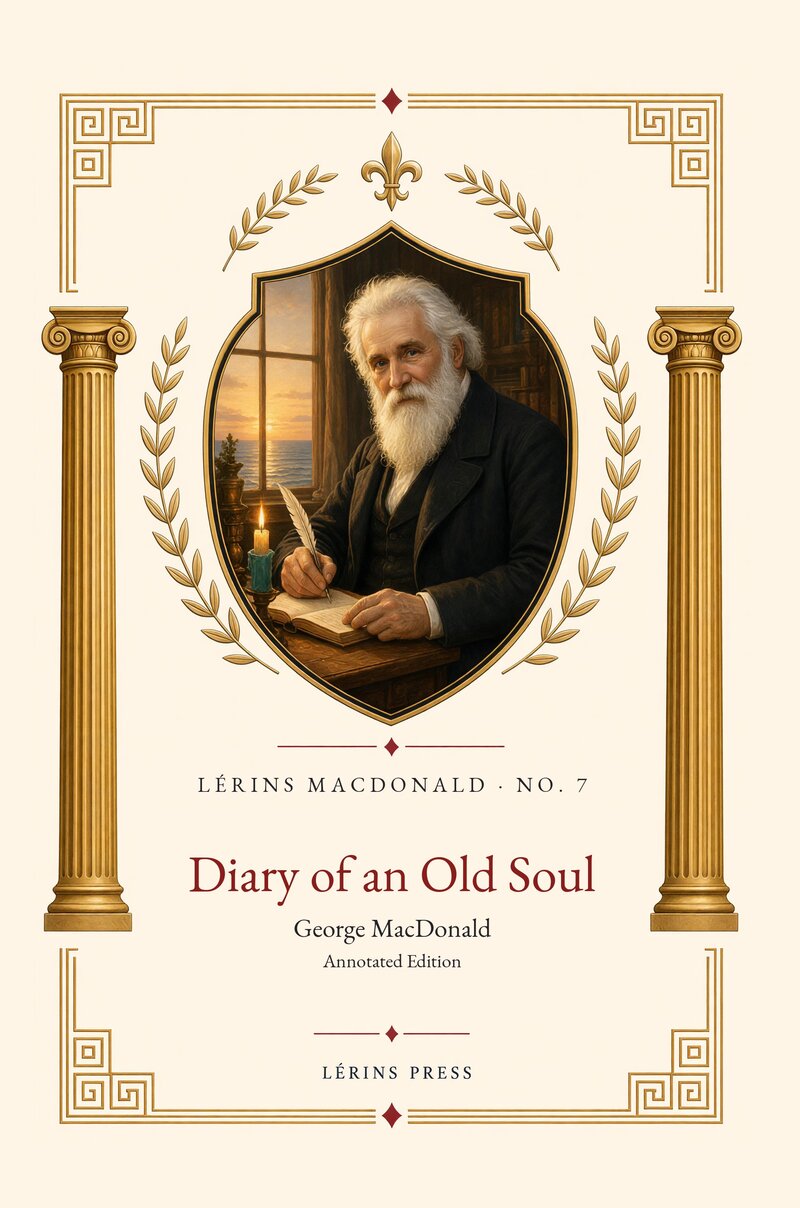 LÉRINS MACDONALD · NO. 7
Diary of an Old Soul
George MacDonald
Annotated Edition
LÉRINS PRESS